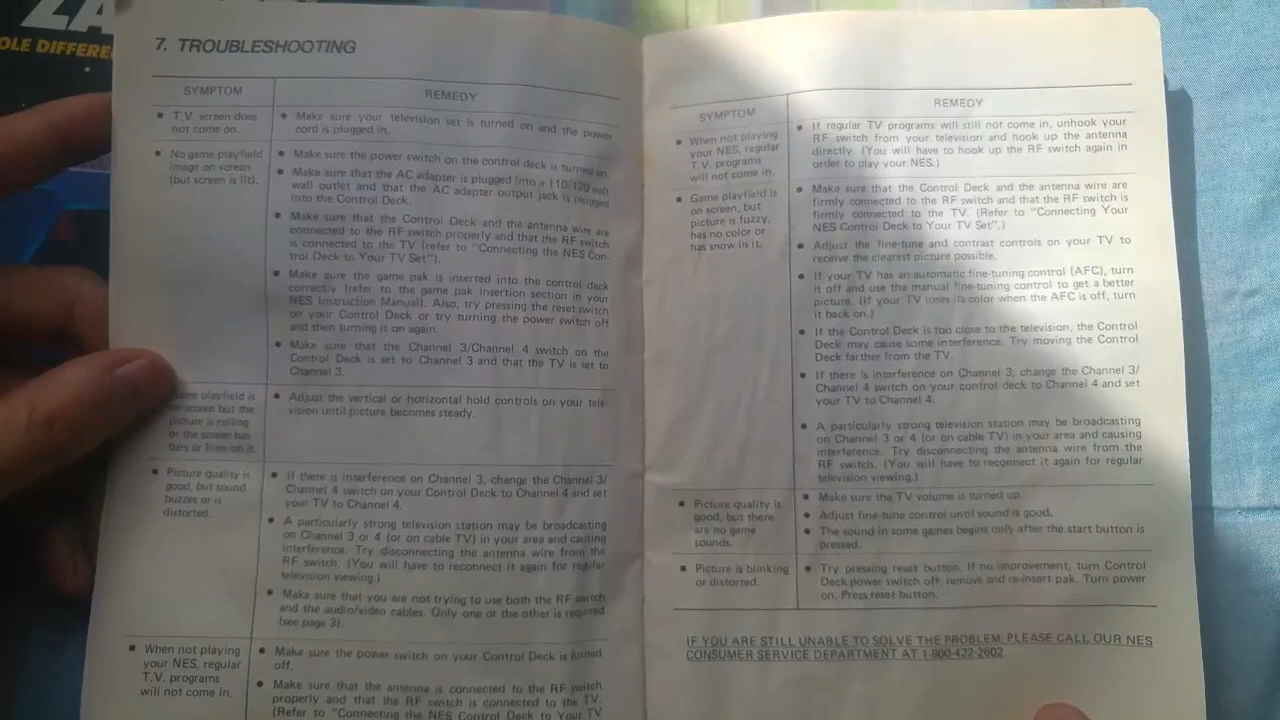 ZA
OLE DIFFERE
7. TROUBLESHOOTING
SYMPTOM
REMEDY
■ T.V. screen does
not come on.
● Make sure your television set is turned on and the power
cord is plugged in.
■ No game playfield
image on screen
(but screen is lit).
● Make sure the power switch on the control deck is turned on.
● Make sure that the AC adapter is plugged into a 110/120 volt
wall outlet and that the AC adapter output jack is plugged
into the Control Deck.
● Make sure that the Control Deck and the antenna wire are
connected to the RF switch properly and that the RF switch
is connected to the TV (refer to "Connecting the NES Con-
trol Deck to Your TV Set").
● Make sure the game pak is inserted into the control deck
correctly (refer to the game pak insertion section in your
NES Instruction Manual). Also, try pressing the reset switch
on your Control Deck or try turning the power switch off
and then turning it on again.
● Make sure that the Channel 3/Channel 4 switch on the
Control Deck is set to Channel 3 and that the TV is set to
Channel 3.
ame playfield is
n screen but the
picture is rolling
or the screen has
bars or lines on it.
● Adjust the vertical or horizontal hold controls on your tele-
vision until picture becomes steady.
■ Picture quality is
good, but sound
buzzes or is
distorted.
● If there is interference on Channel 3, change the Channel 3/
Channel 4 switch on your Control Deck to Channel 4 and set
your TV to Channel 4.
● A particularly strong television station may be broadcasting
on Channel 3 or 4 (or on cable TV) in your area and causing
interference. Try disconnecting the antenna wire from the
RF switch. (You will have to reconnect it again for regular
television viewing.)
● Make sure that you are not trying to use both the RF switch
and the audio/video cables. Only one or the other is required
(see page 3).
■ When not playing
your NES, regular
T.V. programs
will not come in.
● Make sure the power switch on your Control Deck is turned
off.
● Make sure that the antenna is connected to the RF switch
properly and that the RF switch is connected to the TV.
(Refer to "Connecting the NES Control Deck to Your TV
SYMPTOM
REMEDY
■ When not playing
your NES, regular
T.V. programs
will not come in.
● If regular TV programs will still not come in, unhook your
RF switch from your television and hook up the antenna
directly. (You will have to hook up the RF switch again in
order to play your NES.)
■ Game playfield is
on screen, but
picture is fuzzy,
has no color or
has snow in it.
● Make sure that the Control Deck and the antenna wire are
firmly connected to the RF switch and that the RF switch is
firmly connected to the TV. (Refer to "Connecting Your
NES Control Deck to Your TV Set".)
● Adjust the fine-tune and contrast controls on your TV to
receive the clearest picture possible.
● If your TV has an automatic fine-tuning control (AFC), turn
it off and use the manual fine-tuning control to get a better
picture. (If your TV loses its color when the AFC is off, turn
it back on.)
● If the Control Deck is too close to the television, the Control
Deck may cause some interference. Try moving the Control
Deck farther from the TV.
● If there is interference on Channel 3, change the Channel 3/
Channel 4 switch on your control deck to Channel 4 and set
your TV to Channel 4.
● A particularly strong television station may be broadcasting
on Channel 3 or 4 (or on cable TV) in your area and causing
interference. Try disconnecting the antenna wire from the
RF switch. (You will have to reconnect it again for regular
television viewing.)
■ Picture quality is
good, but there
are no game
sounds.
● Make sure the TV volume is turned up.
● Adjust fine-tune control until sound is good.
● The sound in some games begins only after the start button is
pressed.
■ Picture is blinking
or distorted.
● Try pressing reset button. If no improvement, turn Control
Deck power switch off, remove and re-insert pak. Turn power
on. Press reset button.
IF YOU ARE STILL UNABLE TO SOLVE THE PROBLEM, PLEASE CALL OUR NES
CONSUMER SERVICE DEPARTMENT AT 1-800-422-2602.